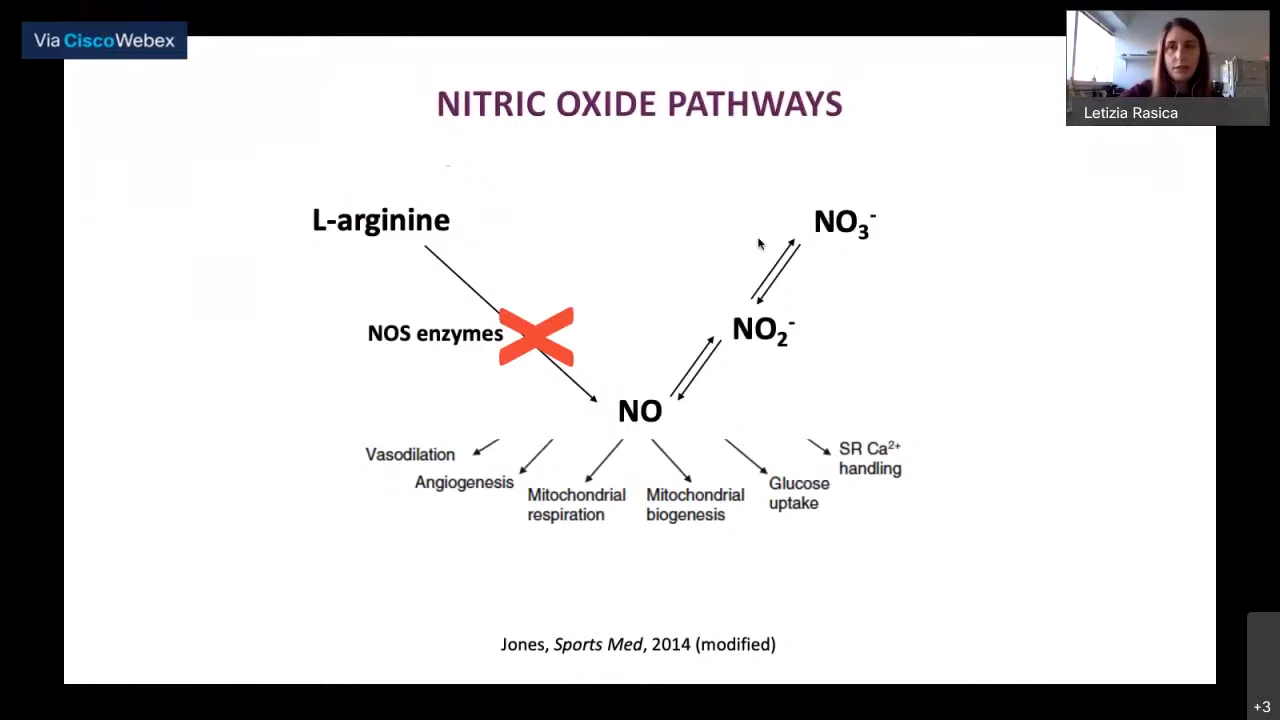 Via CiscoWebex
Letizia Rasica
NITRIC OXIDE PATHWAYS
L-arginine
NO₃⁻
NOS enzymes
NO₂⁻
NO
Vasodilation
Angiogenesis
Mitochondrial
respiration
Mitochondrial
biogenesis
Glucose
uptake
SR Ca²⁺
handling
Jones, Sports Med, 2014 (modified)
+3